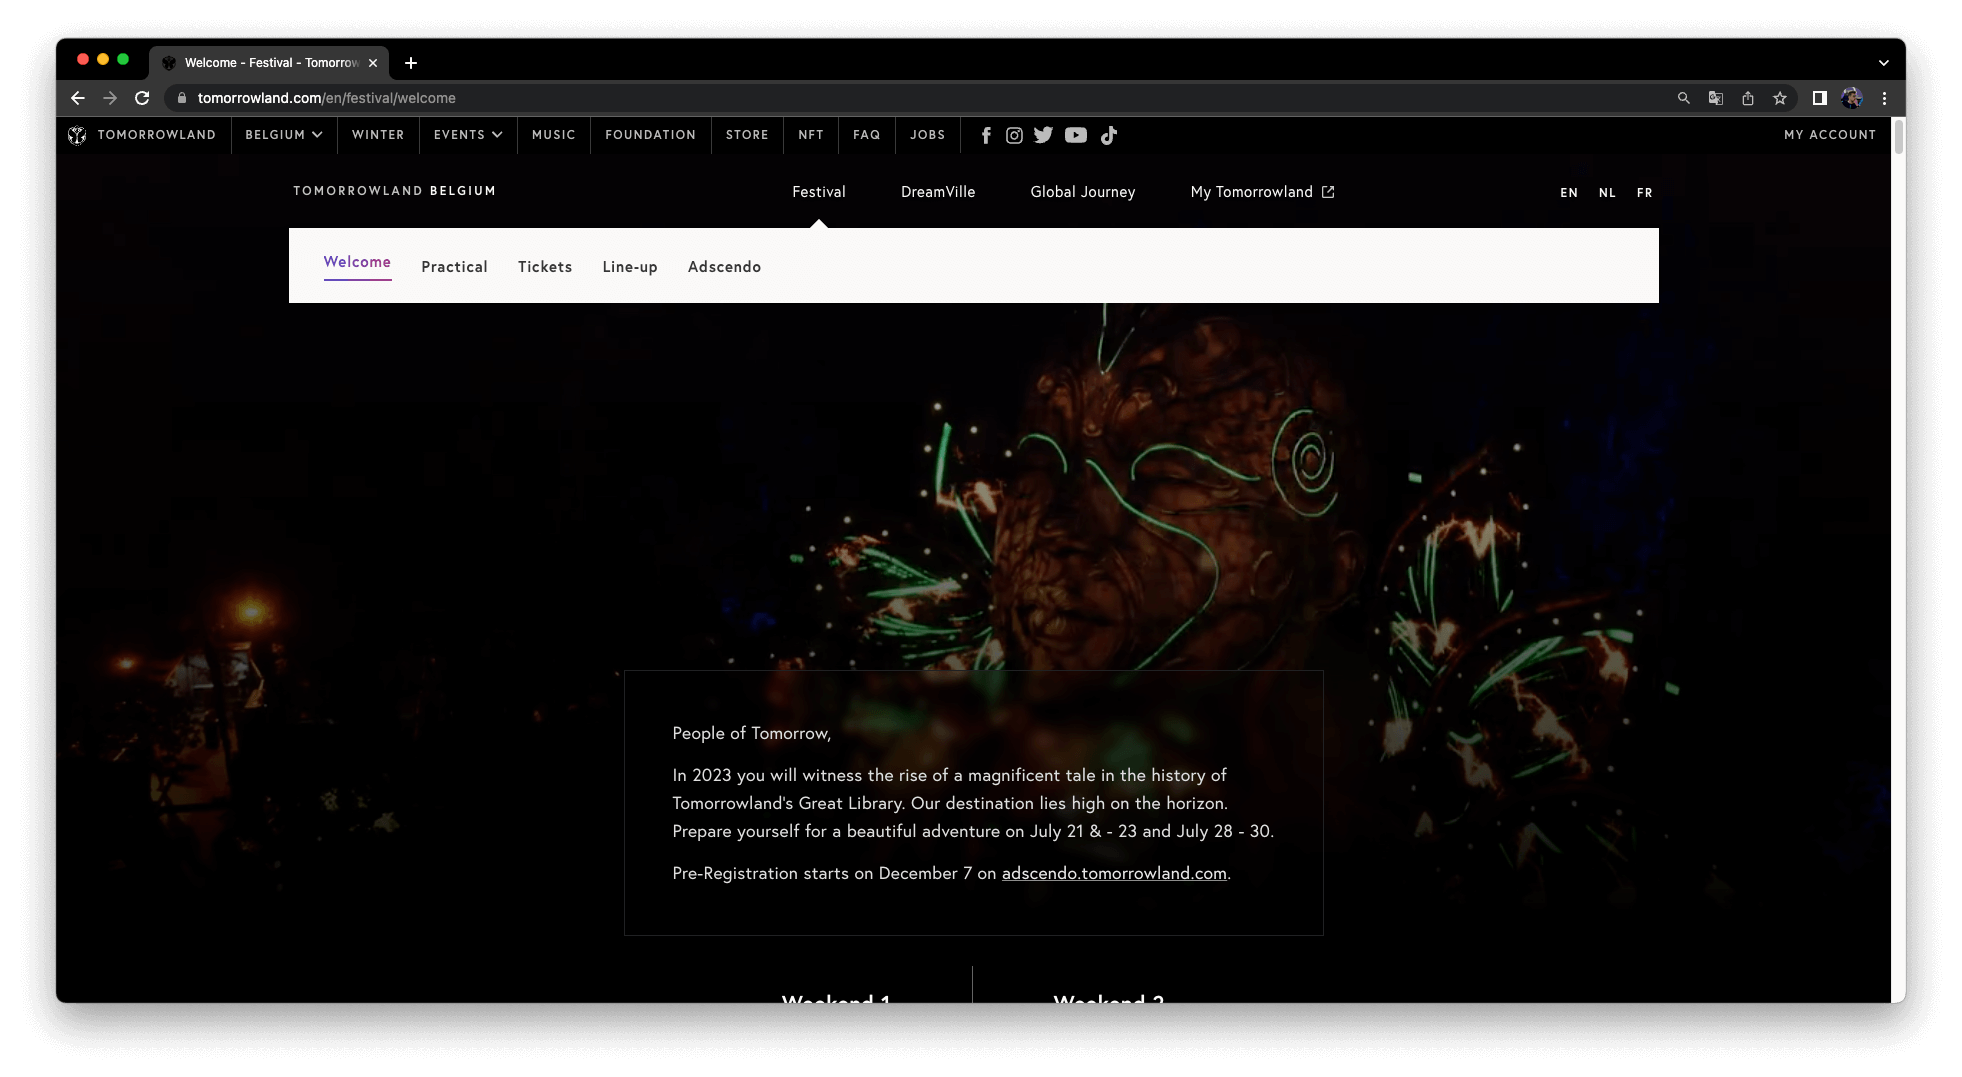 Welcome - Festival - Tomorrow
tomorrowland.com/en/festival/welcome
TOMORROWLAND BELGIUM WINTER EVENTS MUSIC FOUNDATION STORE NFT FAQ JOBS MY ACCOUNT
TOMORROWLAND BELGIUM Festival DreamVille Global Journey My Tomorrowland EN NL FR
Welcome Practical Tickets Line-up Adscendo
People of Tomorrow,
In 2023 you will witness the rise of a magnificent tale in the history of
Tomorrowland's Great Library. Our destination lies high on the horizon.
Prepare yourself for a beautiful adventure on July 21 & - 23 and July 28 - 30.
Pre-Registration starts on December 7 on adscendo.tomorrowland.com.
Weekend 1 Weekend 2